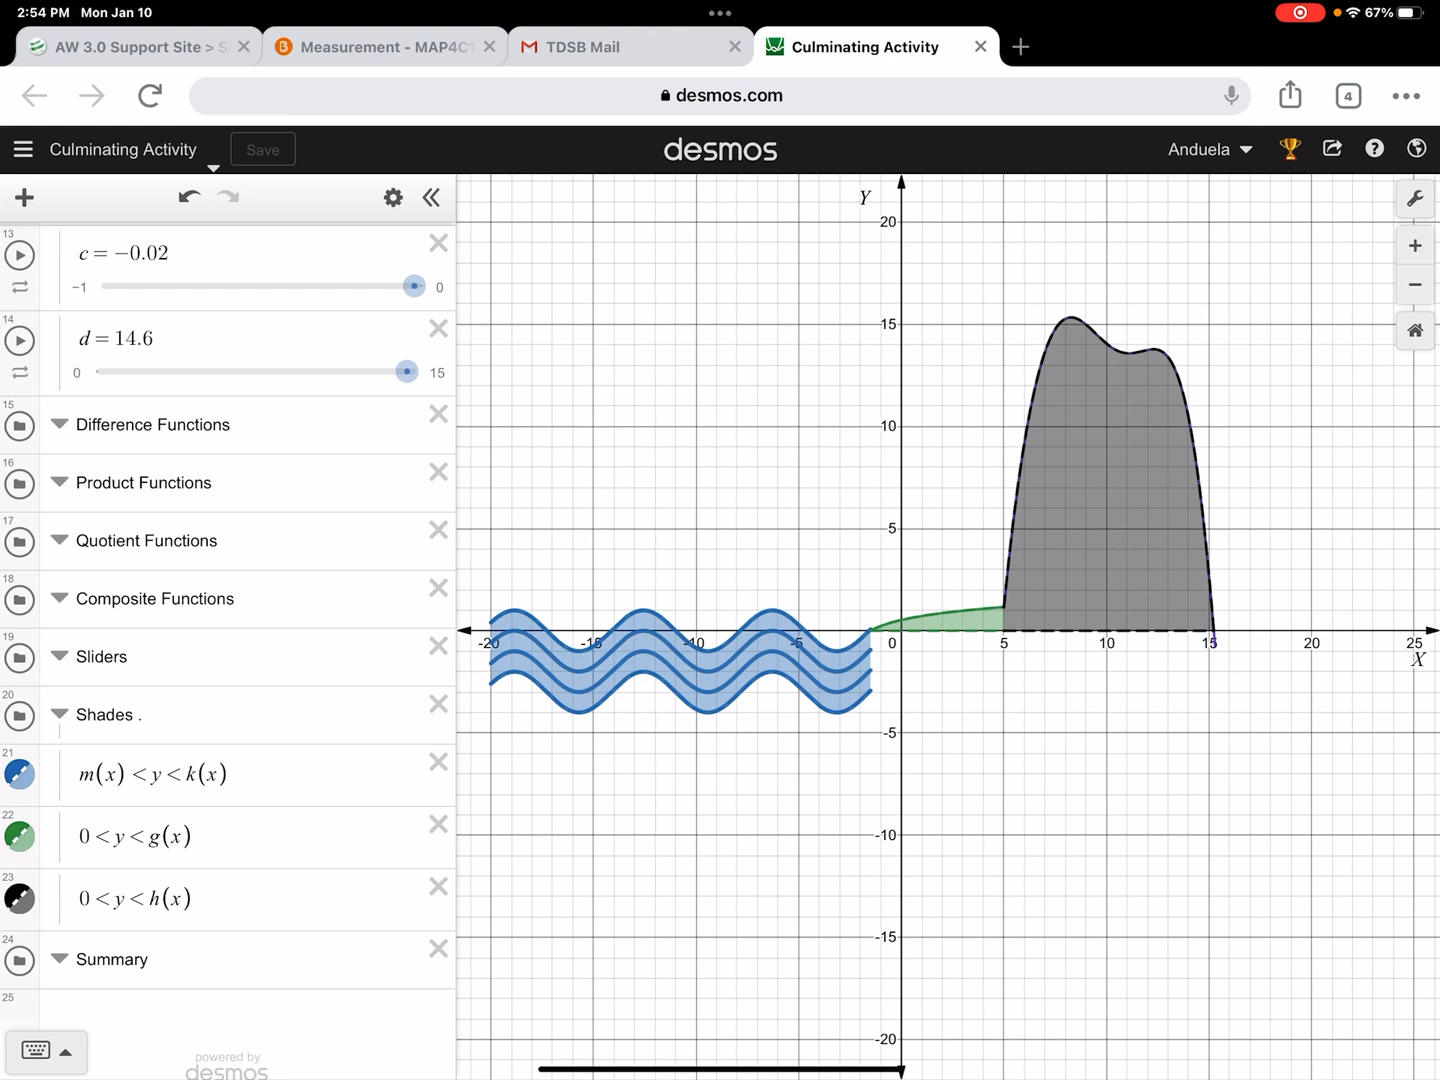 2:54 PM Mon Jan 10
67%
AW 3.0 Support Site > S
Measurement - MAP4C1
TDSB Mail
Culminating Activity
desmos.com
4
Culminating Activity
Save
desmos
Anduela
13
c = −0.02
−1
0
14
d = 14.6
0
15
15
Difference Functions
16
Product Functions
17
Quotient Functions
18
Composite Functions
19
Sliders
20
Shades .
21
m(x) < y < k(x)
22
0 < y < g(x)
23
0 < y < h(x)
24
Summary
25
powered by
desmos
Y
20
15
10
5
-20 -15 -10 -5 0 5 10 15 20 25
X
-5
-10
-15
-20